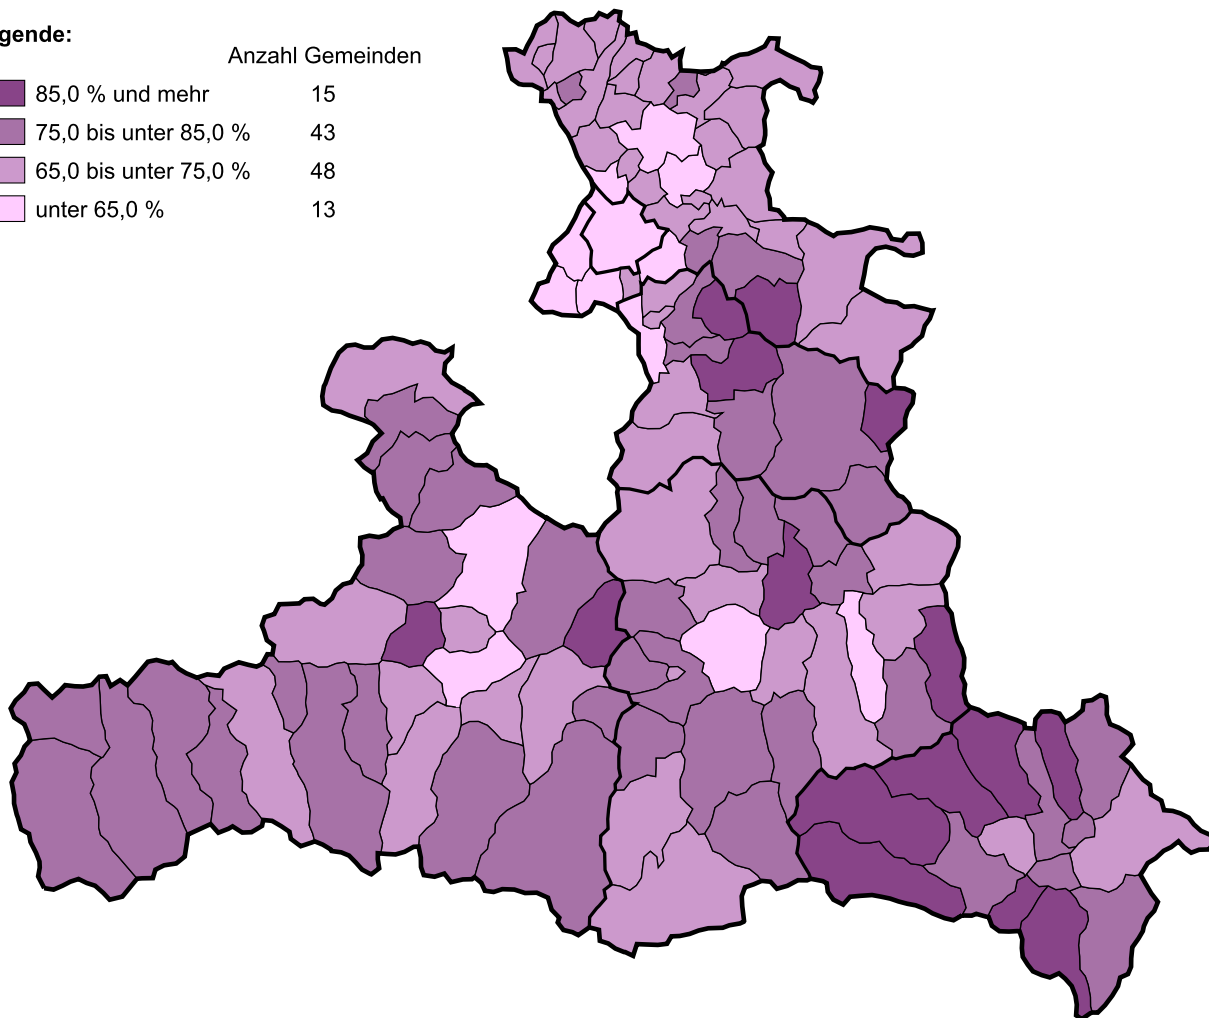 gende:
Anzahl Gemeinden
85,0 % und mehr 15
75,0 bis unter 85,0 % 43
65,0 bis unter 75,0 % 48
unter 65,0 % 13